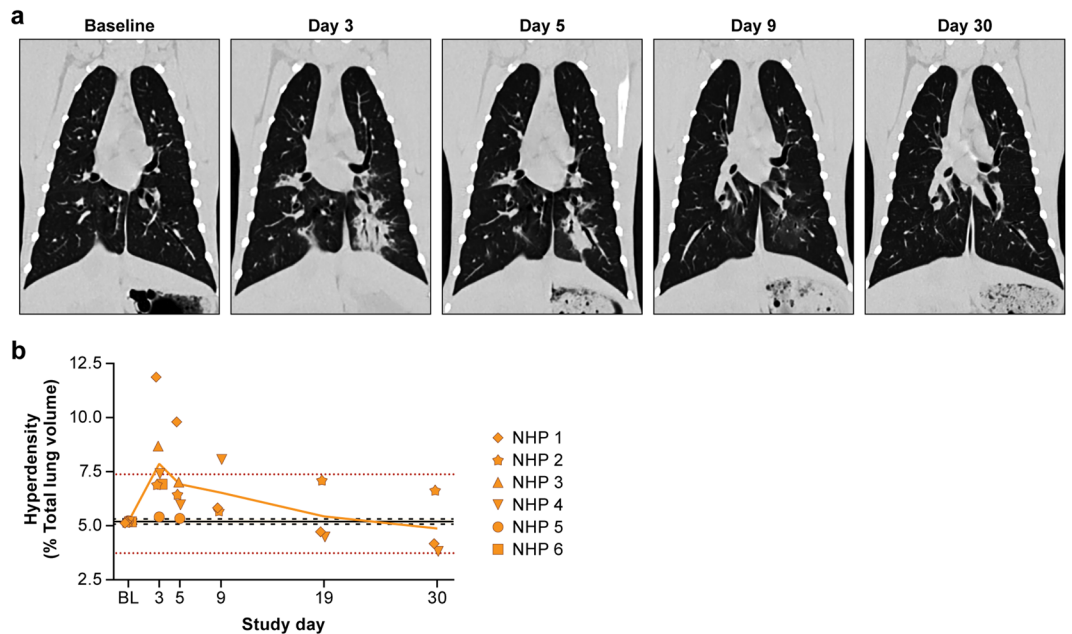 a
Baseline
Day 3
Day 5
Day 9
Day 30
b
Hyperdensity
(% Total lung volume)
12.5
10.0
7.5
5.0
2.5
BL
3
5
9
19
30
Study day
NHP 1
NHP 2
NHP 3
NHP 4
NHP 5
NHP 6